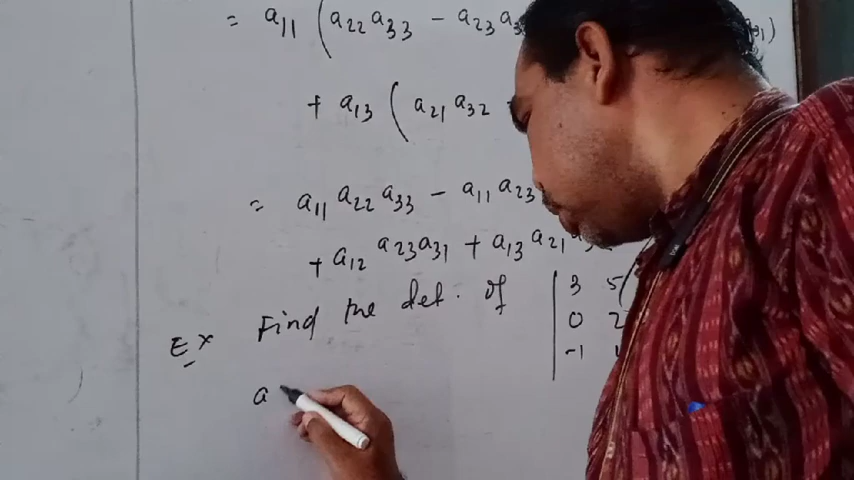 = a11 ( a22 a33 - a23 a3
+ a13 ( a21 a32
= a11 a22 a33 - a11 a23
+ a12 a23 a31 + a13 a21
Ex Find the det. of | 3 5
0 2
-1
a